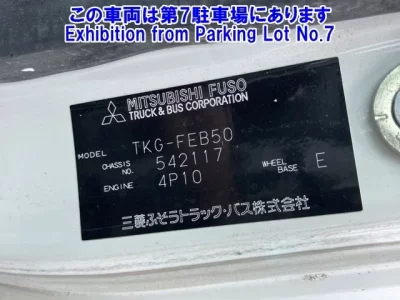 この車両は第7駐車場にあります
Exhibition from Parking Lot No.7
MITSUBISHI FUSO
TRUCK & BUS CORPORATION
MODEL TKG-FEB50
CHASSIS NO. 542117
ENGINE 4P10
WHEEL BASE E
三菱ふそうトラック・バス株式会社